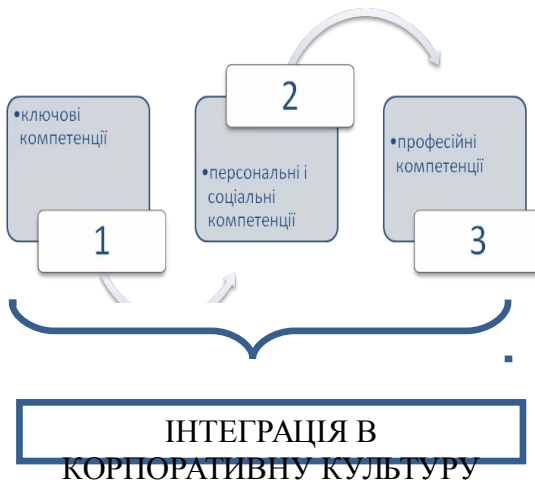 •ключові
компетенції
1
2
•персональні і
соціальні
компетенції
•професійні
компетенції
3
ІНТЕГРАЦІЯ В
КОРПОРАТИВНУ КУЛЬТУРУ